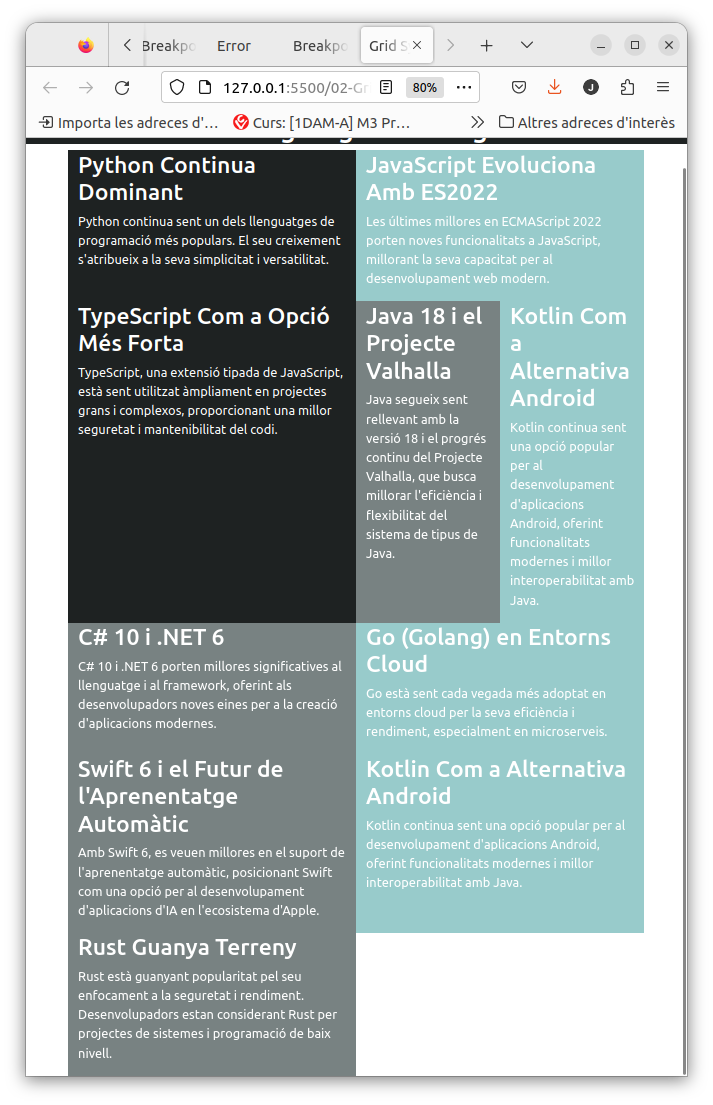 Breakpo
Error
Breakpo
Grid S
127.0.0.1:5500/02-Gr
80%
J
Importa les adreces d'…
Curs: [1DAM-A] M3 Pr…
Altres adreces d'interès
Python Continua
Dominant
Python continua sent un dels llenguatges de
programació més populars. El seu creixement
s'atribueix a la seva simplicitat i versatilitat.
JavaScript Evoluciona
Amb ES2022
Les últimes millores en ECMAScript 2022
porten noves funcionalitats a JavaScript,
millorant la seva capacitat per al
desenvolupament web modern.
TypeScript Com a Opció
Més Forta
TypeScript, una extensió tipada de JavaScript,
està sent utilitzat àmpliament en projectes
grans i complexos, proporcionant una millor
seguretat i mantenibilitat del codi.
Java 18 i el
Projecte
Valhalla
Java segueix sent
rellevant amb la
versió 18 i el progrés
continu del Projecte
Valhalla, que busca
millorar l'eficiència i
flexibilitat del
sistema de tipus de
Java.
Kotlin Com
a
Alternativa
Android
Kotlin continua sent
una opció popular
per al
desenvolupament
d'aplicacions
Android, oferint
funcionalitats
modernes i millor
interoperabilitat amb
Java.
C# 10 i .NET 6
C# 10 i .NET 6 porten millores significatives al
llenguatge i al framework, oferint als
desenvolupadors noves eines per a la creació
d'aplicacions modernes.
Go (Golang) en Entorns
Cloud
Go està sent cada vegada més adoptat en
entorns cloud per la seva eficiència i
rendiment, especialment en microserveis.
Swift 6 i el Futur de
l'Aprenentatge
Automàtic
Amb Swift 6, es veuen millores en el suport de
l'aprenentatge automàtic, posicionant Swift
com una opció per al desenvolupament
d'aplicacions d'IA en l'ecosistema d'Apple.
Kotlin Com a Alternativa
Android
Kotlin continua sent una opció popular per al
desenvolupament d'aplicacions Android,
oferint funcionalitats modernes i millor
interoperabilitat amb Java.
Rust Guanya Terreny
Rust està guanyant popularitat pel seu
enfocament a la seguretat i rendiment.
Desenvolupadors estan considerant Rust per
projectes de sistemes i programació de baix
nivell.